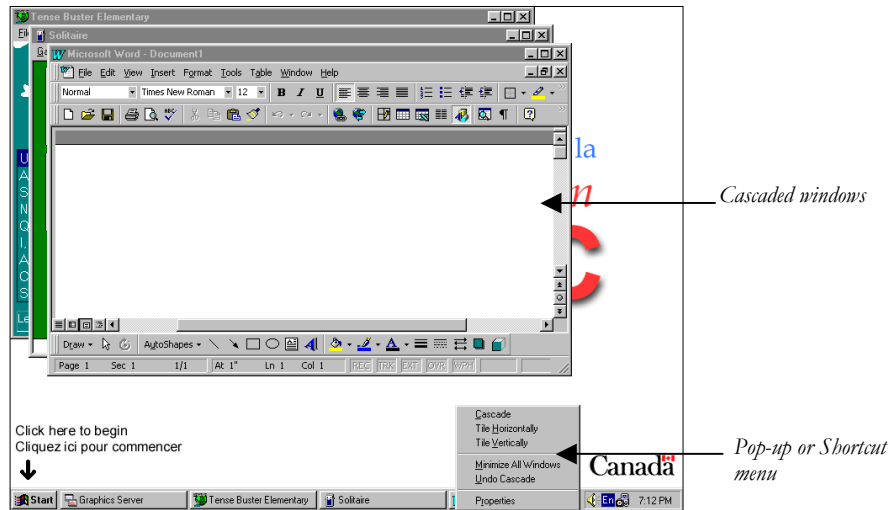 Tense Buster Elementary
Fil
Solitaire
Ga
Microsoft Word - Document1
File Edit View Insert Format Tools Table Window Help
Normal Times New Roman 12 B I U
U
A
S
N
Q
I,
A
C
S
Le
la
n
C
Cascaded windows
Draw AutoShapes
Page 1 Sec 1 1/1 At 1" Ln 1 Col 1 REC TRK EXT OVR WPH
Click here to begin
Cliquez ici pour commencer
Cascade
Tile Horizontally
Tile Vertically
Minimize All Windows
Undo Cascade
Properties
Canada
Pop-up or Shortcut
menu
Start Graphics Server Tense Buster Elementary Solitaire En 7:12 PM